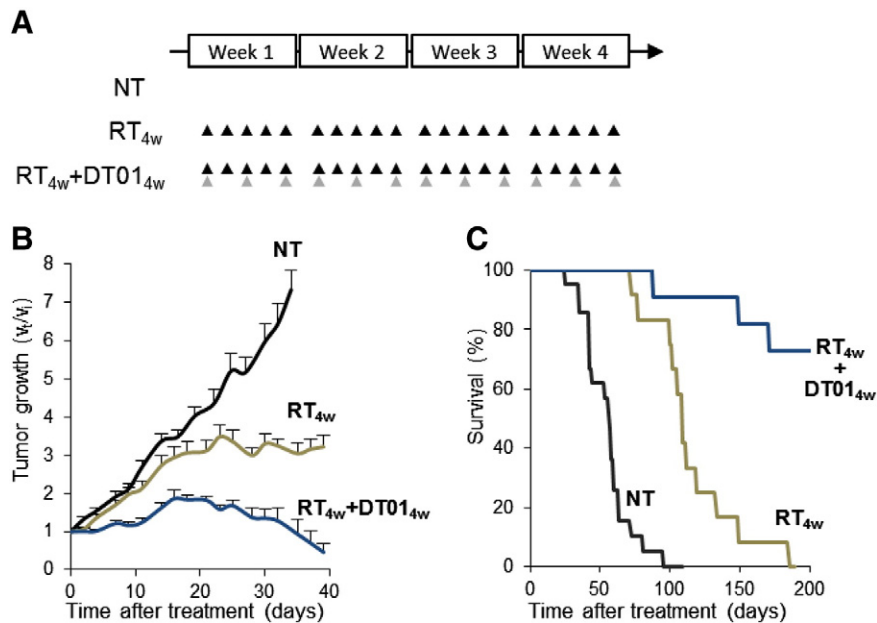 A
Week 1 Week 2 Week 3 Week 4
NT
RT4w
RT4w+DT014w
B
NT
RT4w
RT4w+DT014w
Tumor growth (vt/vi)
8
7
6
5
4
3
2
1
0
0 10 20 30 40
Time after treatment (days)
C
100
80
60
40
20
0
Survival (%)
RT4w
+
DT014w
NT
RT4w
0 50 100 150 200
Time after treatment (days)